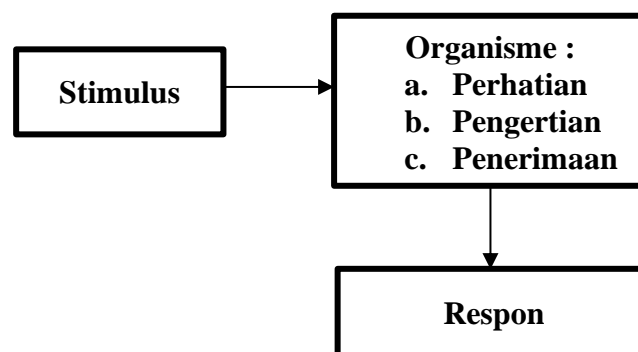 Stimulus
Organisme :
a. Perhatian
b. Pengertian
c. Penerimaan
Respon